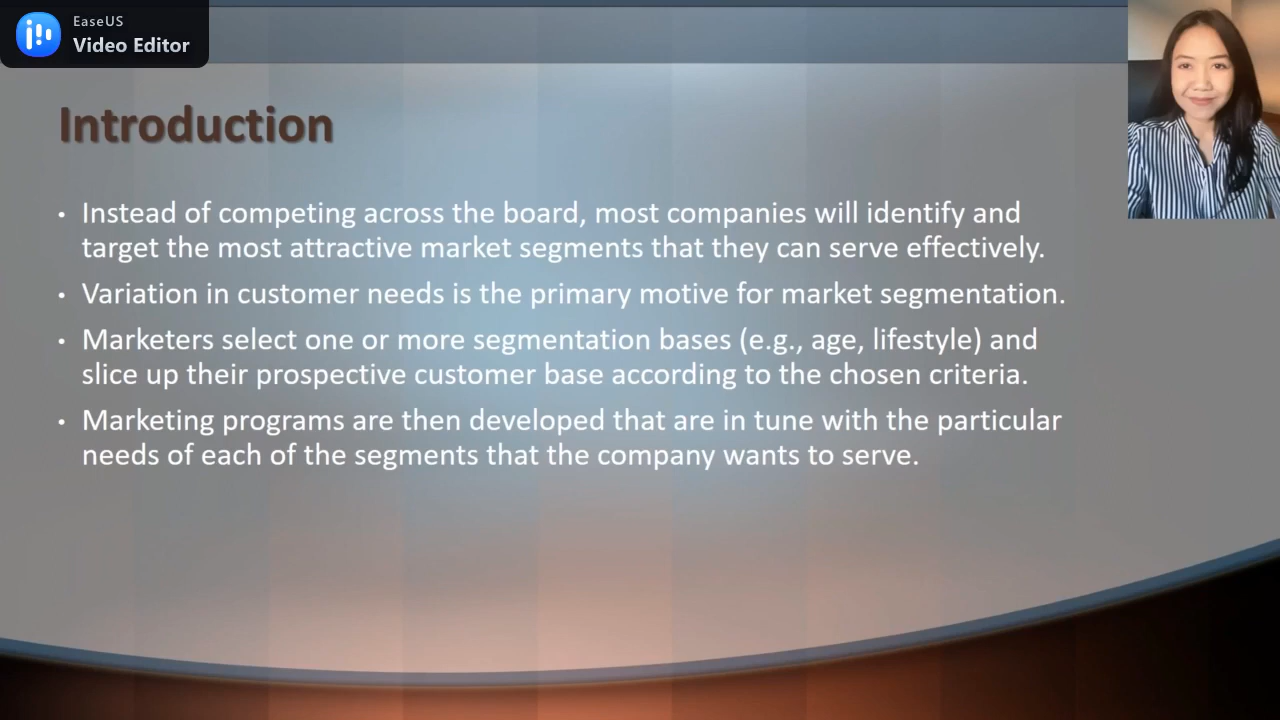 EaseUS
Video Editor
Introduction
• Instead of competing across the board, most companies will identify and
target the most attractive market segments that they can serve effectively.
• Variation in customer needs is the primary motive for market segmentation.
• Marketers select one or more segmentation bases (e.g., age, lifestyle) and
slice up their prospective customer base according to the chosen criteria.
• Marketing programs are then developed that are in tune with the particular
needs of each of the segments that the company wants to serve.